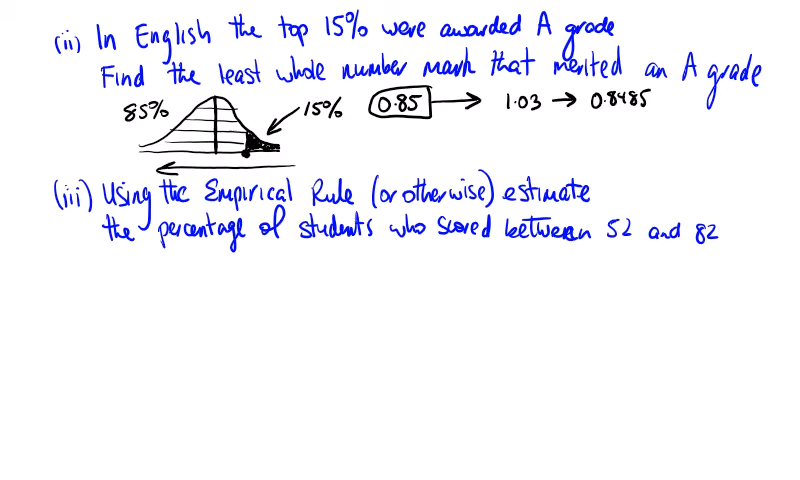 (ii) In English the top 15% were awarded A grade
Find the least whole number mark that merited an A grade
85% 15% 0.85 → 1.03 → 0.8485
(iii) Using the Empirical Rule (or otherwise) estimate
the percentage of students who scored between 52 and 82